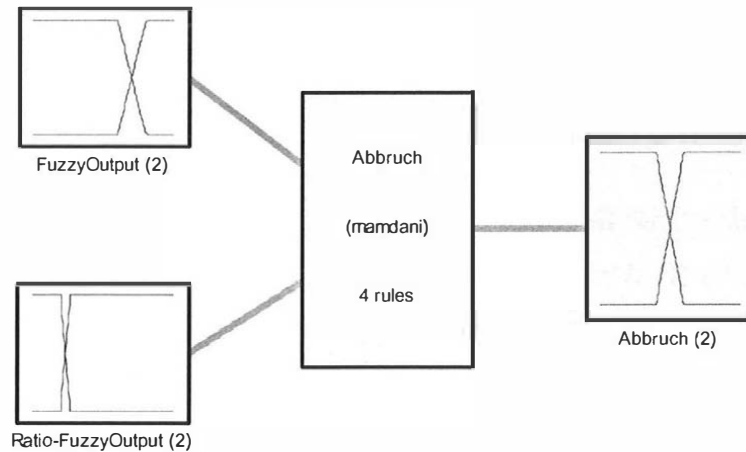 FuzzyOutput (2)
Abbruch
(mamdani)
4 rules
Abbruch (2)
Ratio-FuzzyOutput (2)